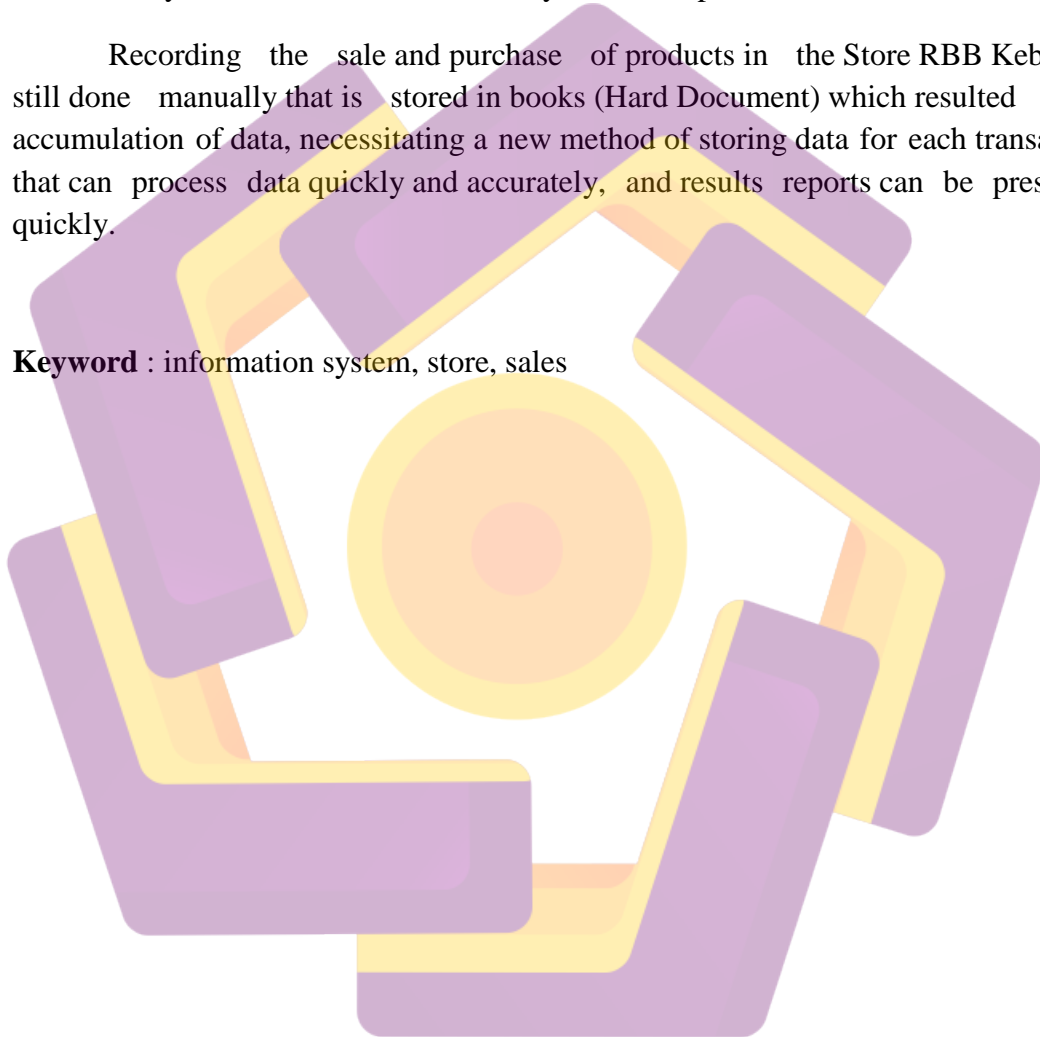 Recording the sale and purchase of products in the Store RBB Keb
still done manually that is stored in books (Hard Document) which resulted
accumulation of data, necessitating a new method of storing data for each transa
that can process data quickly and accurately, and results reports can be pres
quickly.
Keyword : information system, store, sales